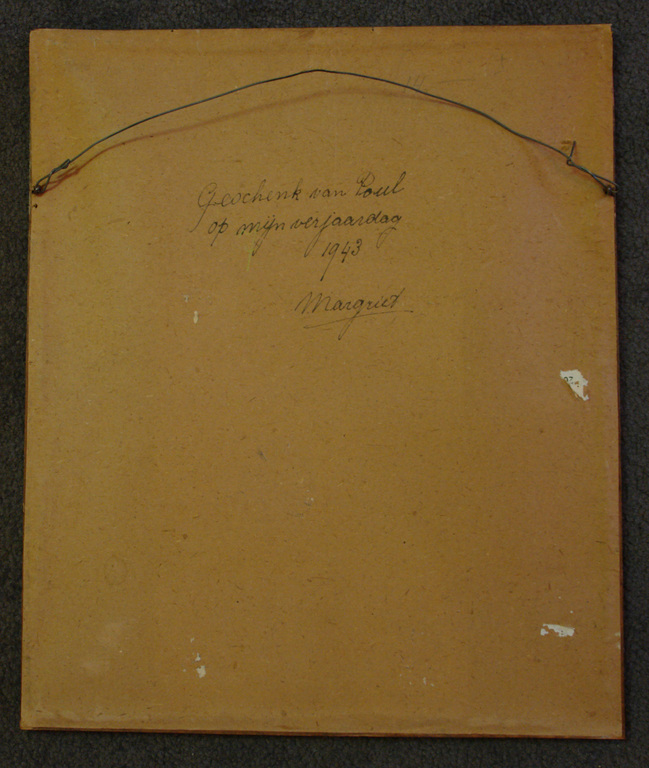 Geschenk van Poul
op mijn verjaardag
1943
Margriet